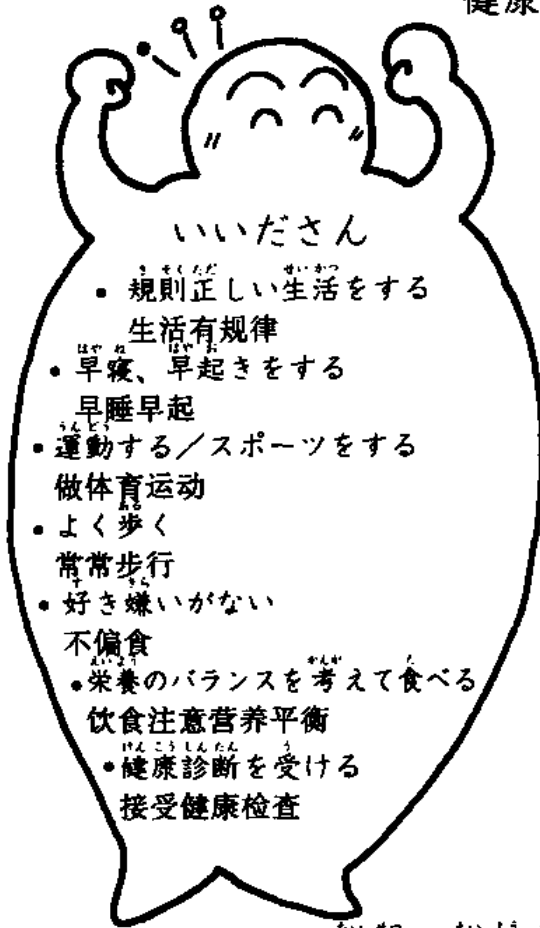 健康
いいださん
• 規則正しい生活をする
生活有规律
• 早寝、早起きをする
早睡早起
• 運動する／スポーツをする
做体育运动
• よく歩く
常常步行
• 好き嫌いがない
不偏食
• 栄養のバランスを考えて食べる
饮食注意营养平衡
• 健康診断を受ける
接受健康检查